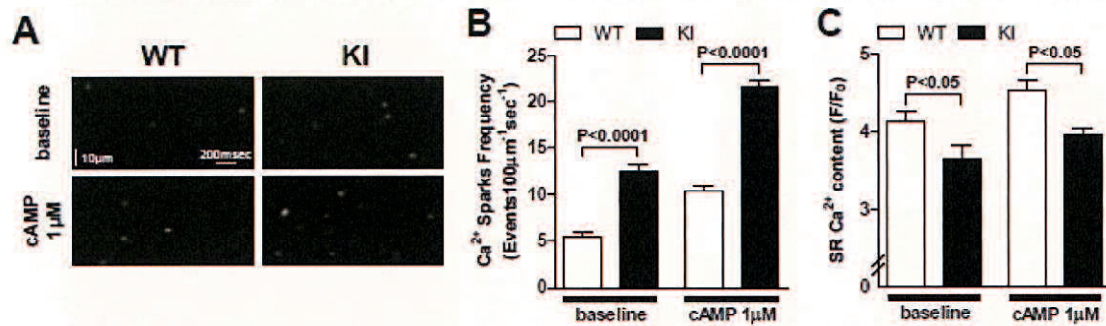 A
WT
KI
baseline
10µm
200msec
cAMP
1µM
B
WT
KI
Ca²⁺ Sparks Frequency
(Events100µm⁻¹sec⁻¹)
25
20
15
10
5
0
P<0.0001
P<0.0001
baseline
cAMP 1µM
C
WT
KI
SR Ca²⁺ content (F/F₀)
5
4
3
0
P<0.05
P<0.05
baseline
cAMP 1µM